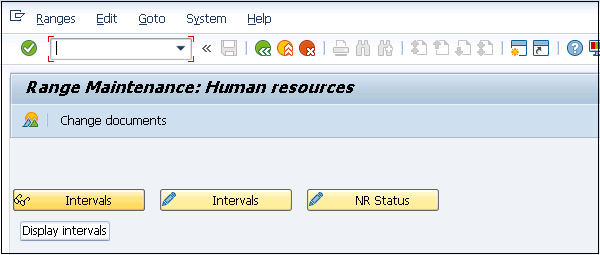 Ranges Edit Goto System Help
Range Maintenance: Human resources
Change documents
Intervals Intervals NR Status
Display intervals